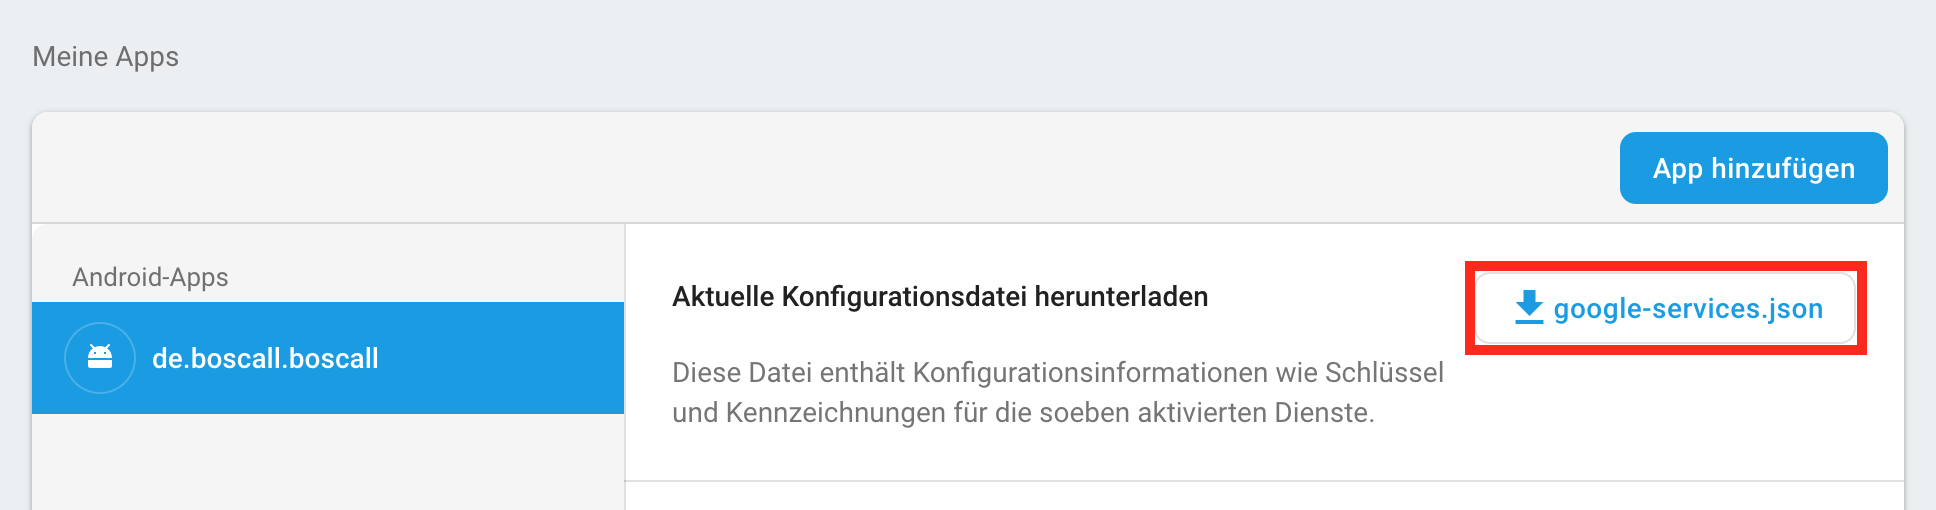 Meine Apps
App hinzufügen
Android-Apps
de.boscall.boscall
Aktuelle Konfigurationsdatei herunterladen
google-services.json
Diese Datei enthält Konfigurationsinformationen wie Schlüssel
und Kennzeichnungen für die soeben aktivierten Dienste.